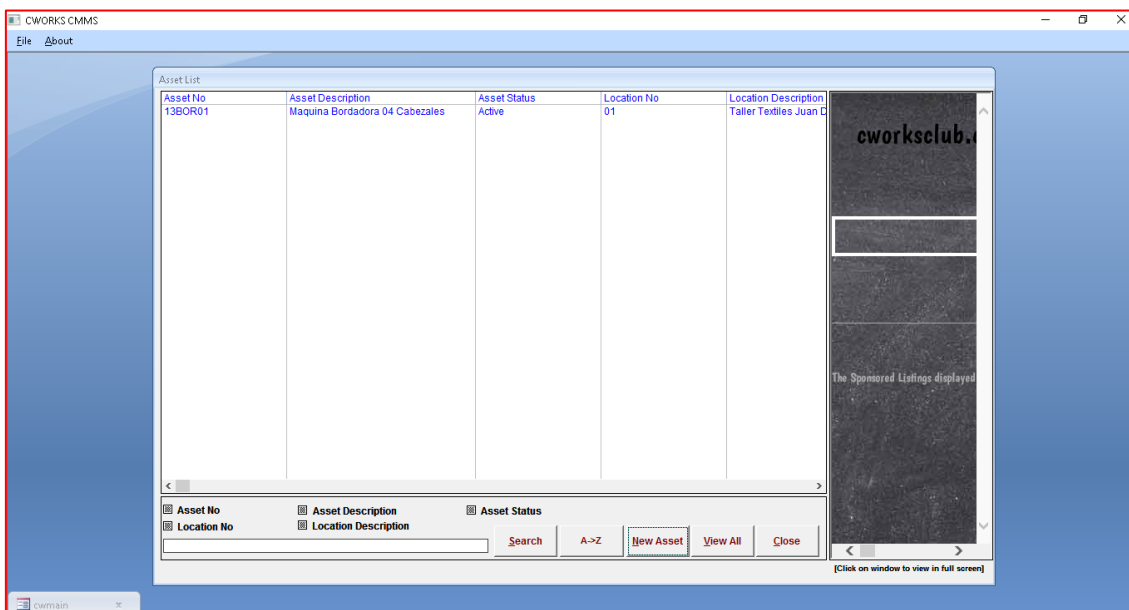 CWORKS CMMS
File About
Asset List
Asset No Asset Description Asset Status Location No Location Description
13BOR01 Maquina Bordadora 04 Cabezales Active 01 Taller Textiles Juan D
cworksclub.
The Sponsored Listings displayed
Asset No Asset Description Asset Status
Location No Location Description
Search A->Z New Asset View All Close
[Click on window to view in full screen]
cwmain